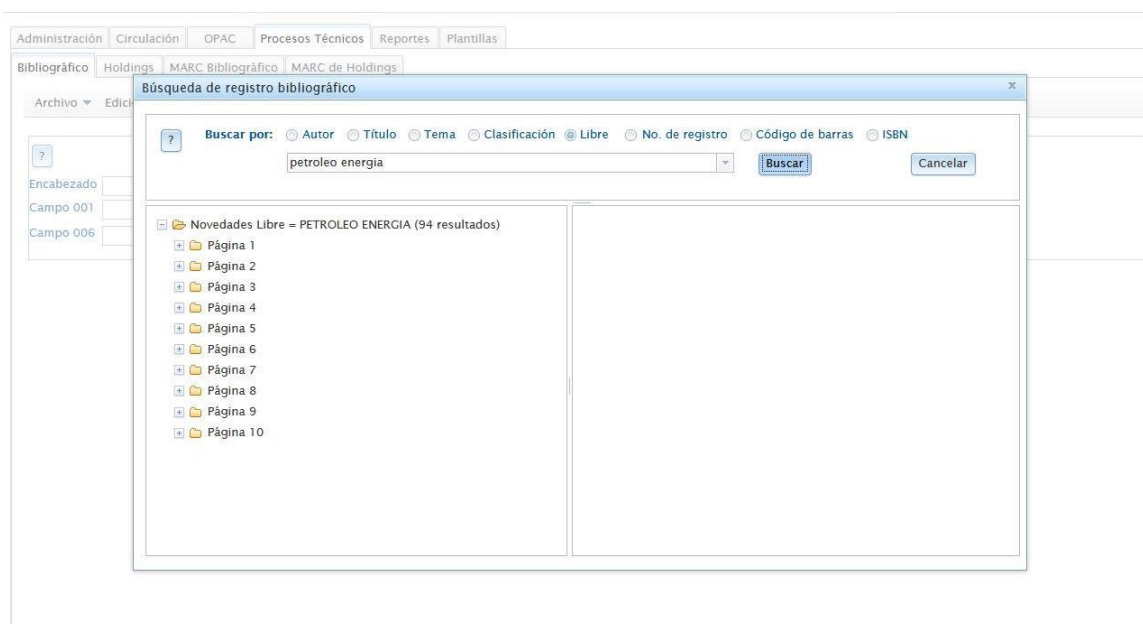 Administración Circulación OPAC Procesos Técnicos Reportes Plantillas
Bibliográfico Holdings MARC Bibliográfico MARC de Holdings
Búsqueda de registro bibliográfico x
Archivo Edici
? Buscar por: Autor Título Tema Clasificación Libre No. de registro Código de barras ISBN
petroleo energia Buscar Cancelar
?
Encabezado
Campo 001
Campo 006
Novedades Libre = PETROLEO ENERGIA (94 resultados)
Página 1
Página 2
Página 3
Página 4
Página 5
Página 6
Página 7
Página 8
Página 9
Página 10